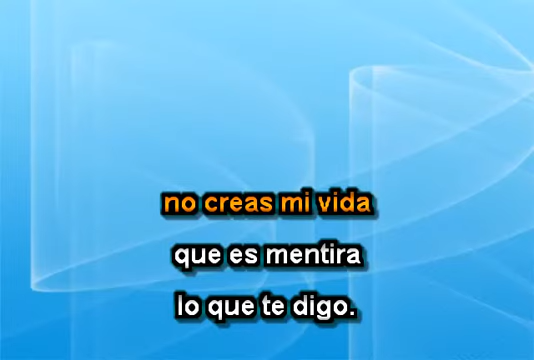 no creas mi vida
que es mentira
lo que te digo.